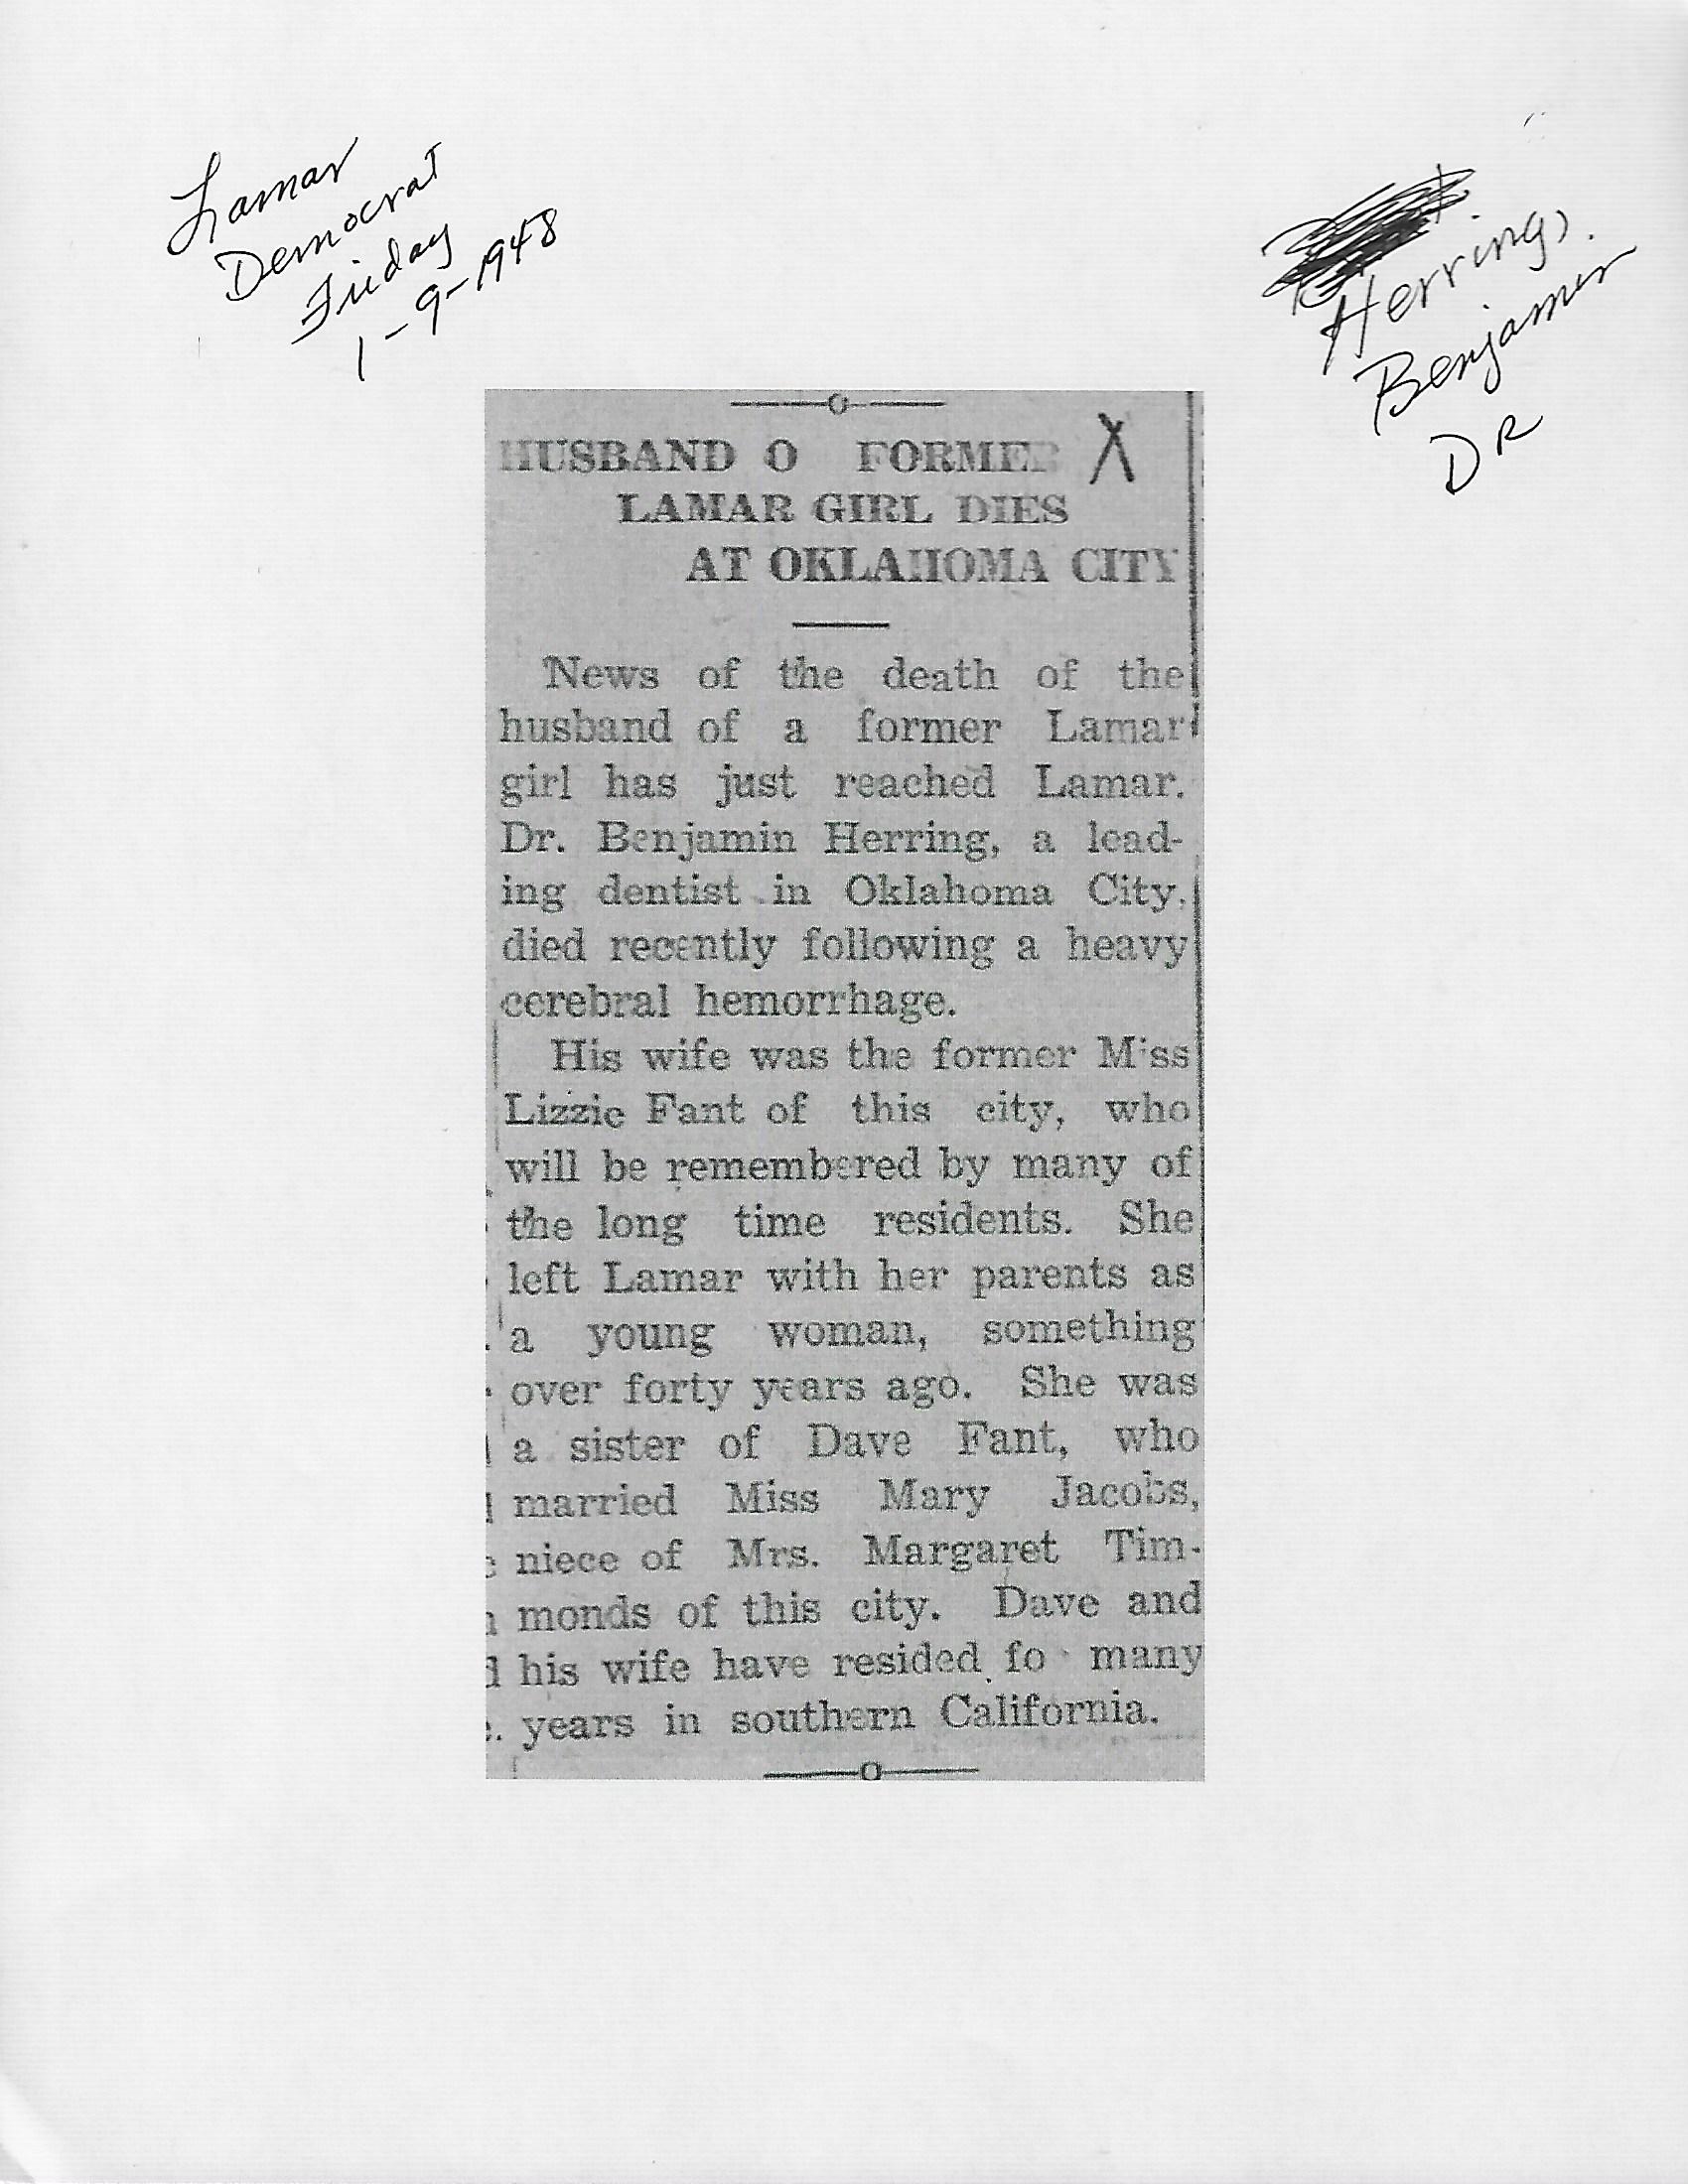 Lamar
Democrat
Friday
1-9-1948
Herring,
Benjamin
DR
HUSBAND O FORMER X
LAMAR GIRL DIES
AT OKLAHOMA CITY
News of the death of the
husband of a former Lamar
girl has just reached Lamar.
Dr. Benjamin Herring, a lead-
ing dentist in Oklahoma City,
died recently following a heavy
cerebral hemorrhage.
His wife was the former Miss
Lizzie Fant of this city, who
will be remembered by many of
the long time residents. She
left Lamar with her parents as
a young woman, something
over forty years ago. She was
a sister of Dave Fant, who
married Miss Mary Jacobs,
niece of Mrs. Margaret Tim-
monds of this city. Dave and
his wife have resided fo many
years in southern California.